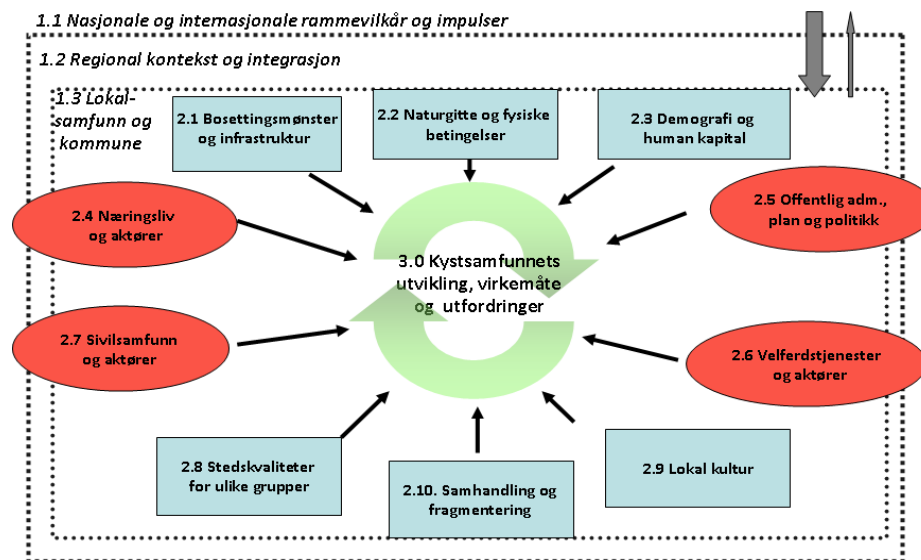 1.1 Nasjonale og internasjonale rammevilkår og impulser
1.2 Regional kontekst og integrasjon
1.3 Lokal-
samfunn og
kommune
2.1 Bosettingsmønster
og infrastruktur
2.2 Naturgitte og fysiske
betingelser
2.3 Demografi og
human kapital
2.4 Næringsliv
og aktører
2.5 Offentlig adm.,
plan og politikk
3.0 Kystsamfunnets
utvikling, virkemåte
og utfordringer
2.7 Sivilsamfunn
og aktører
2.6 Velferdstjenester
og aktører
2.8 Stedskvaliteter
for ulike grupper
2.10. Samhandling og
fragmentering
2.9 Lokal kultur